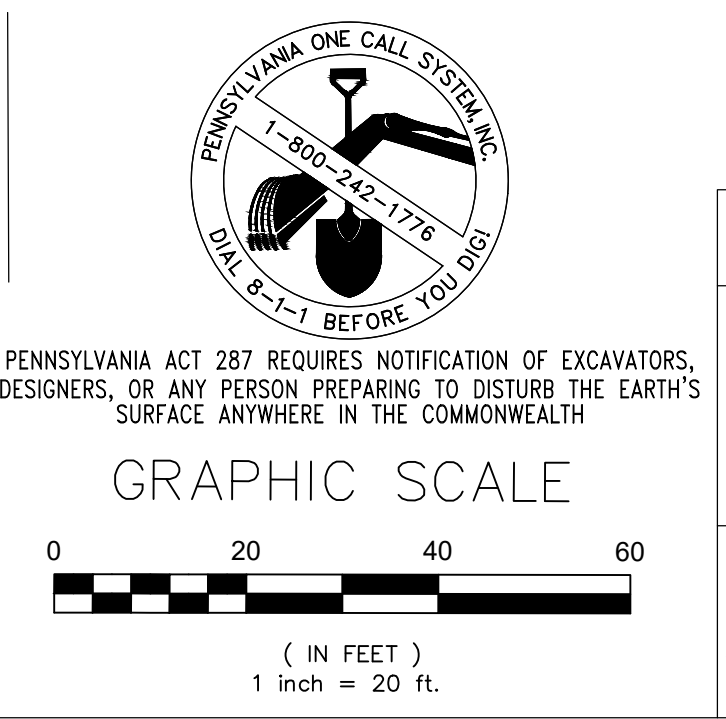 PENNSYLVANIA ONE CALL SYSTEM, INC.
1-800-242-1776
DIAL 8-1-1 BEFORE YOU DIG!
PENNSYLVANIA ACT 287 REQUIRES NOTIFICATION OF EXCAVATORS,
DESIGNERS, OR ANY PERSON PREPARING TO DISTURB THE EARTH'S
SURFACE ANYWHERE IN THE COMMONWEALTH
GRAPHIC SCALE
0 20 40 60
( IN FEET )
1 inch = 20 ft.